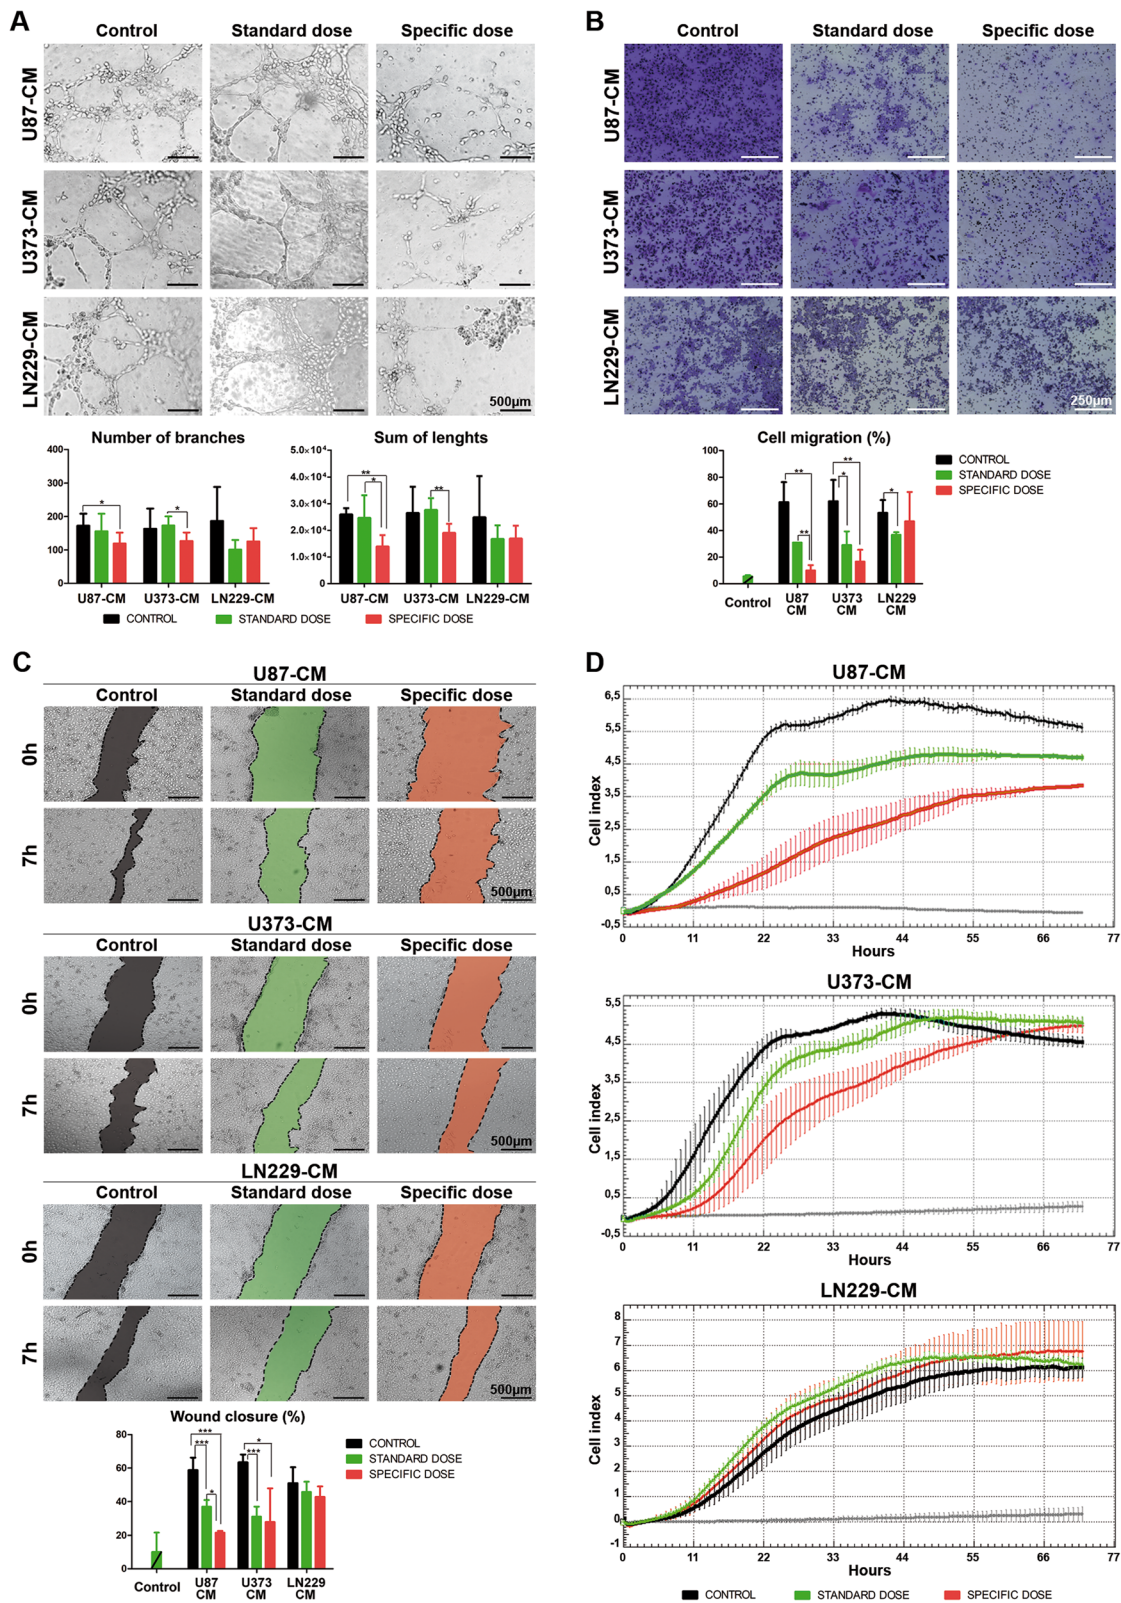 A
Control Standard dose Specific dose
U87-CM
U373-CM
LN229-CM
500µm
Number of branches
400
300
200
100
0
* *
U87-CM U373-CM LN229-CM
Sum of lenghts
5.0×10⁴
4.0×10⁴
3.0×10⁴
2.0×10⁴
1.0×10⁴
0
** * **
U87-CM U373-CM LN229-CM
CONTROL STANDARD DOSE SPECIFIC DOSE
B
Control Standard dose Specific dose
U87-CM
U373-CM
LN229-CM
250µm
Cell migration (%)
100
80
60
40
20
0
** ** ** * *
Control U87 CM U373 CM LN229 CM
CONTROL
STANDARD DOSE
SPECIFIC DOSE
C
U87-CM
Control Standard dose Specific dose
0h
7h
500µm
U373-CM
Control Standard dose Specific dose
0h
7h
500µm
LN229-CM
Control Standard dose Specific dose
0h
7h
500µm
Wound closure (%)
80
60
40
20
0
*** *** * * ***
Control U87 CM U373 CM LN229 CM
CONTROL
STANDARD DOSE
SPECIFIC DOSE
D
U87-CM
Cell index
6,5
5,5
4,5
3,5
2,5
1,5
0,5
-0,5
0 11 22 33 44 55 66 77
Hours
U373-CM
Cell index
5,5
4,5
3,5
2,5
1,5
0,5
-0,5
0 11 22 33 44 55 66 77
Hours
LN229-CM
Cell index
8
7
6
5
4
3
2
1
0
-1
0 11 22 33 44 55 66 77
Hours
CONTROL STANDARD DOSE SPECIFIC DOSE